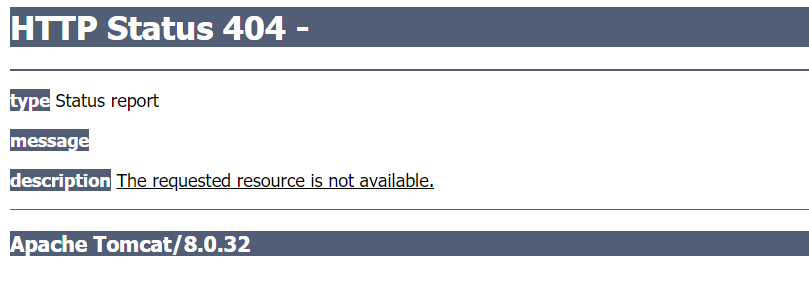 HTTP Status 404 -
type Status report
message
description The requested resource is not available.
Apache Tomcat/8.0.32